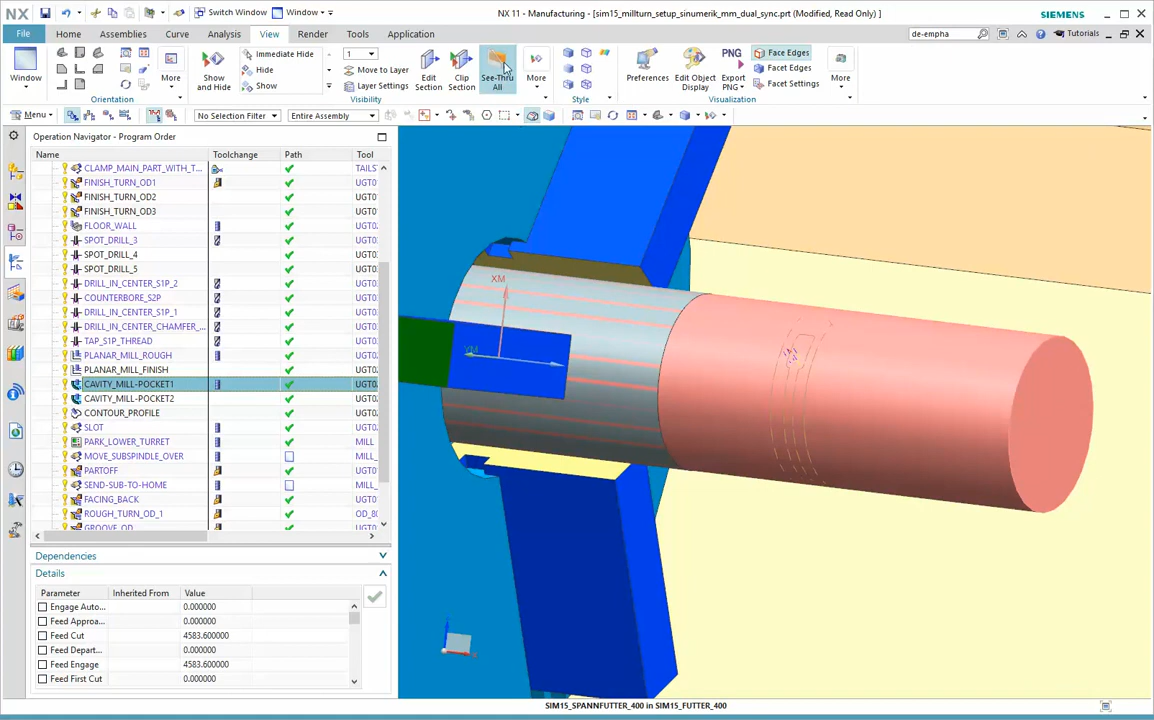 NX
Switch Window
Window
NX 11 - Manufacturing - [sim15_millturn_setup_sinumerik_mm_dual_sync.prt (Modified, Read Only) ]
SIEMENS
File
Home
Assemblies
Curve
Analysis
View
Render
Tools
Application
de-empha
Tutorials
Window
Orientation
More
Show and Hide
Immediate Hide
Hide
Show
1
Move to Layer
Layer Settings
Visibility
Edit Section
Clip Section
See-Thru All
More
Style
Preferences
Edit Object Display
PNG
Export PNG
Face Edges
Facet Edges
Facet Settings
Visualization
More
Menu
No Selection Filter
Entire Assembly
Operation Navigator - Program Order
Name Toolchange Path Tool
CLAMP_MAIN_PART_WITH_T... TAILS
FINISH_TURN_OD1 UGT0
FINISH_TURN_OD2 UGT0
FINISH_TURN_OD3 UGT0
FLOOR_WALL UGT0
SPOT_DRILL_3 UGT0
SPOT_DRILL_4 UGT0
SPOT_DRILL_5 UGT0
DRILL_IN_CENTER_S1P_2 UGT0
COUNTERBORE_S2P UGT0
DRILL_IN_CENTER_S1P_1 UGT0
DRILL_IN_CENTER_CHAMFER_... UGT0
TAP_S1P_THREAD UGT0
PLANAR_MILL_ROUGH UGT0
PLANAR_MILL_FINISH UGT0
CAVITY_MILL-POCKET1 UGT0
CAVITY_MILL-POCKET2 UGT0
CONTOUR_PROFILE UGT0
SLOT UGT0
PARK_LOWER_TURRET MILL
MOVE_SUBSPINDLE_OVER MILL_
PARTOFF UGT0
SEND-SUB-TO-HOME MILL_
FACING_BACK UGT0
ROUGH_TURN_OD_1 OD_80
GROOVE_OD UGT0
Dependencies
Details
Parameter Inherited From Value
Engage Auto... 0.000000
Feed Approa... 0.000000
Feed Cut 4583.600000
Feed Depart... 0.000000
Feed Engage 4583.600000
Feed First Cut 0.000000
XM
YM
SIM15_SPANNFUTTER_400 in SIM15_FUTTER_400